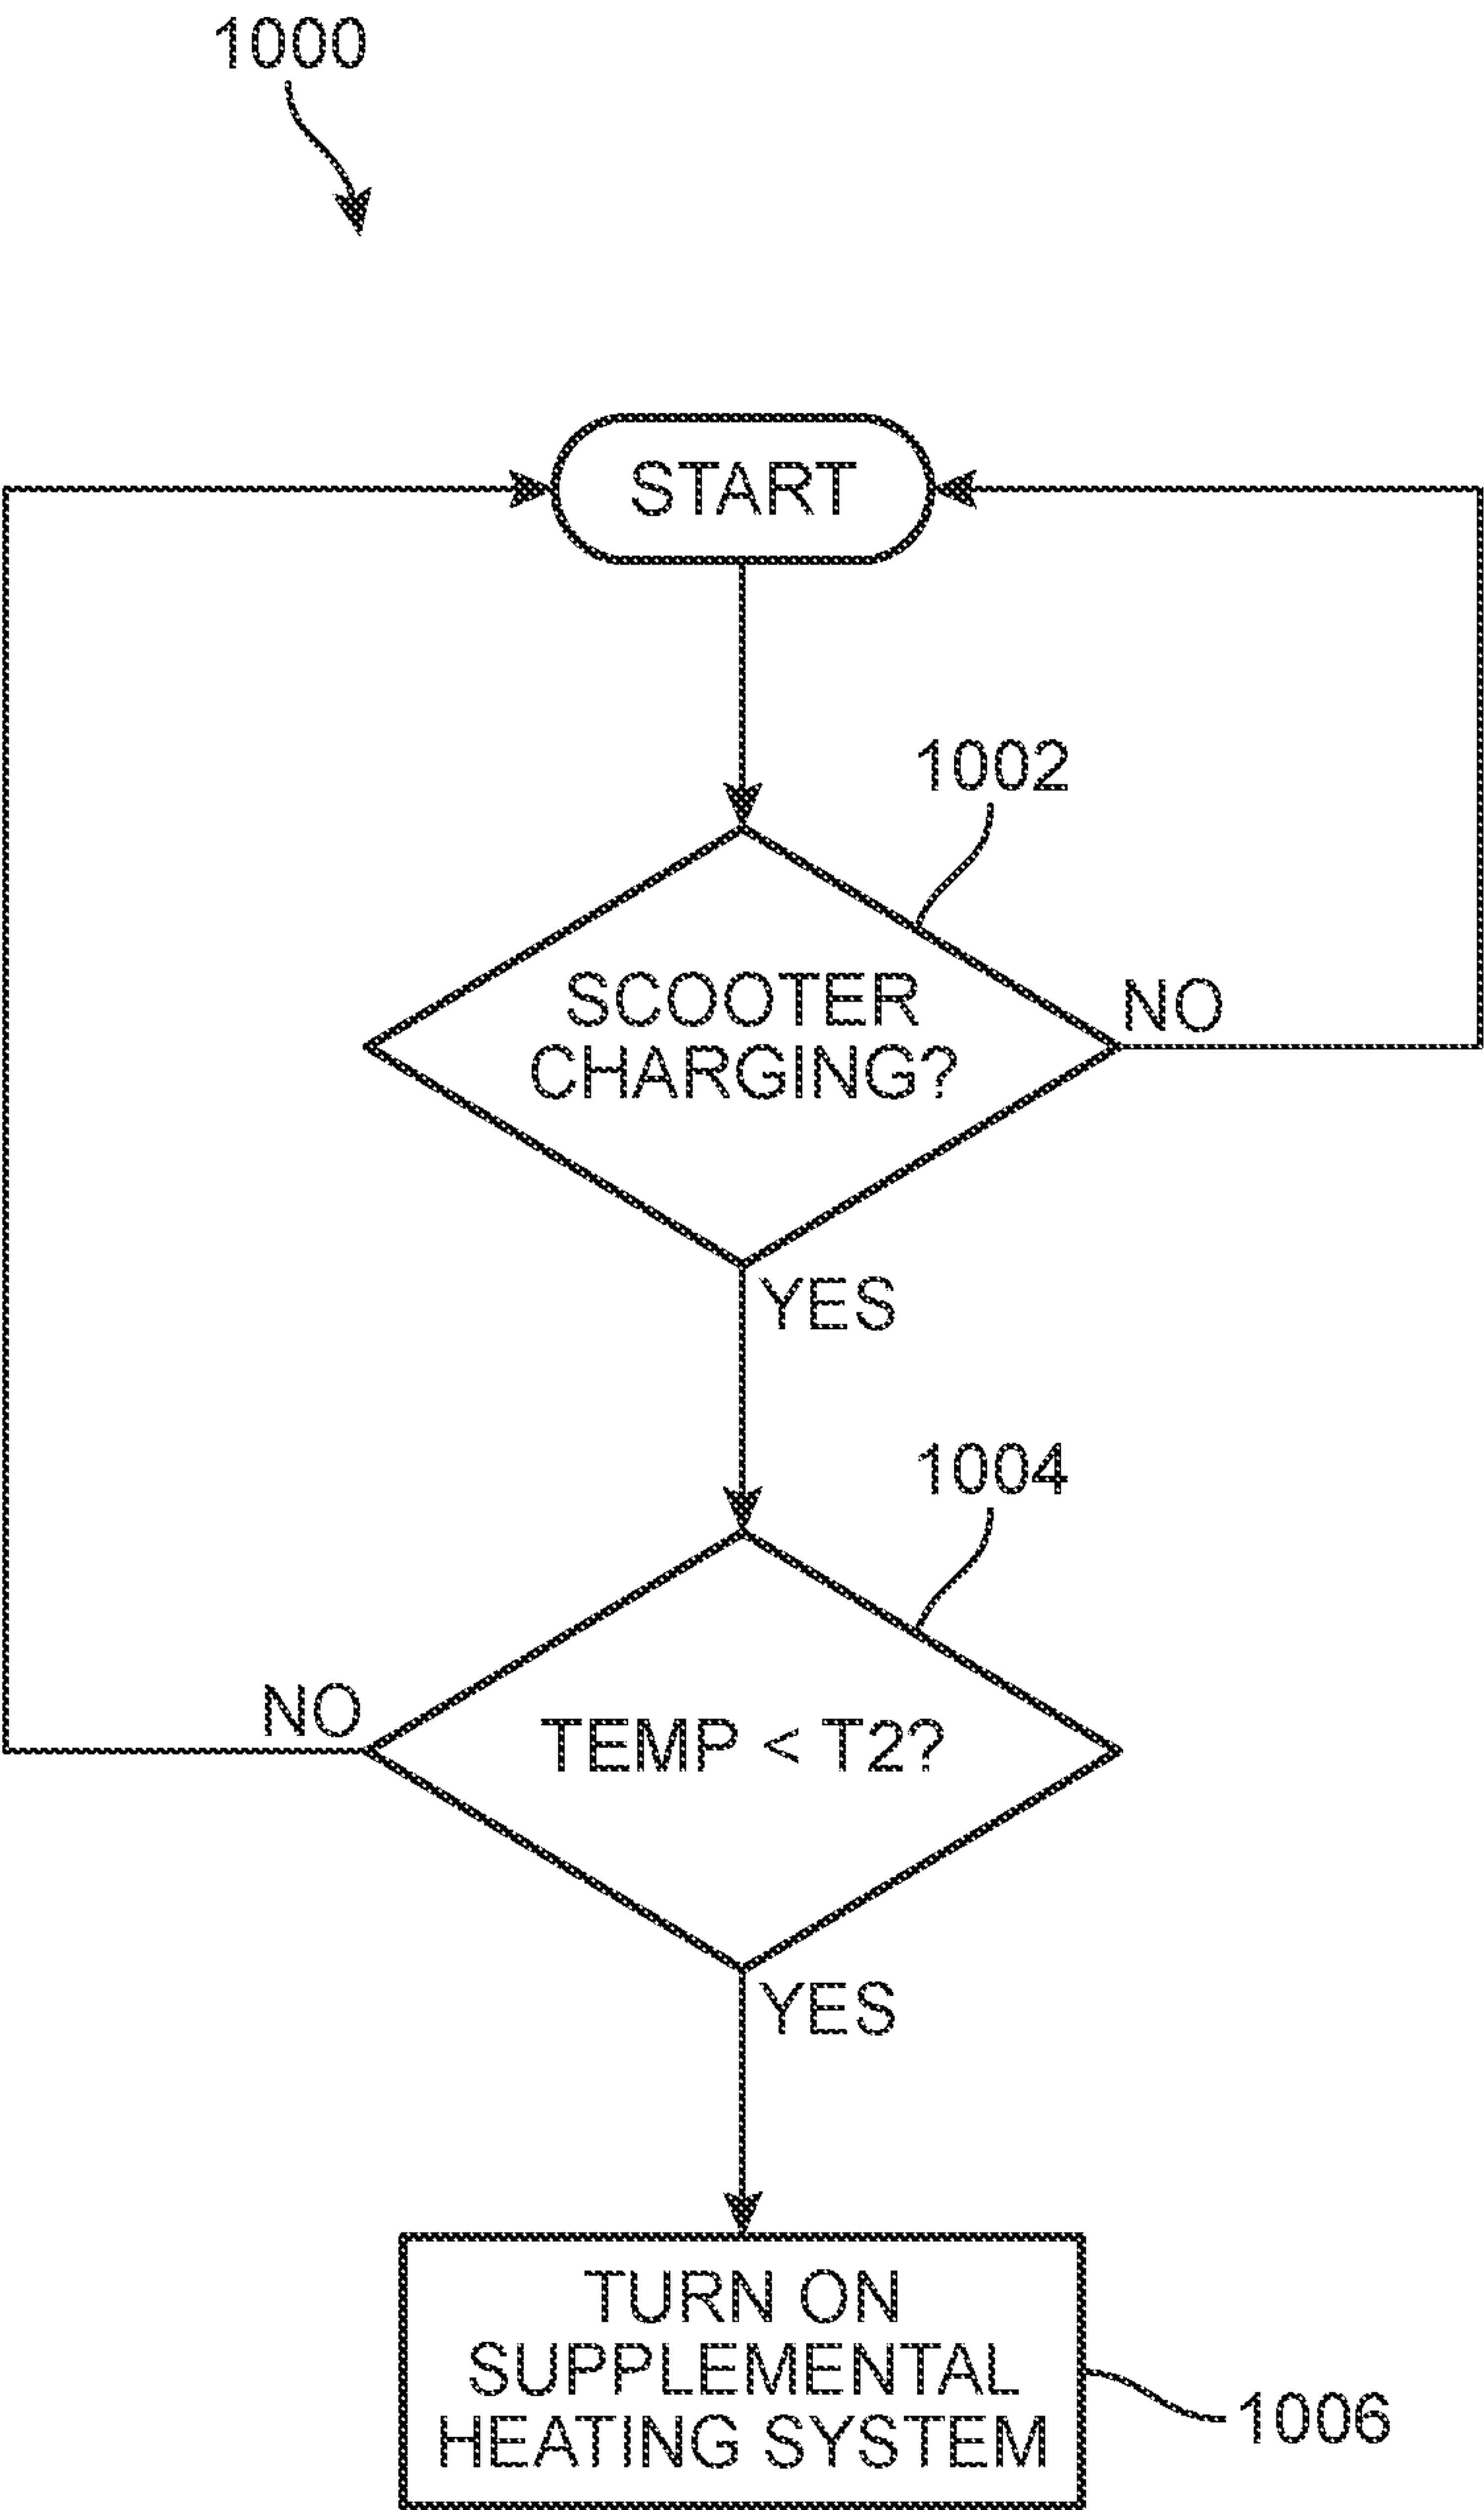 1000
START
1002
SCOOTER
CHARGING?
NO
YES
1004
NO
TEMP < T2?
YES
TURN ON
SUPPLEMENTAL
HEATING SYSTEM
1006